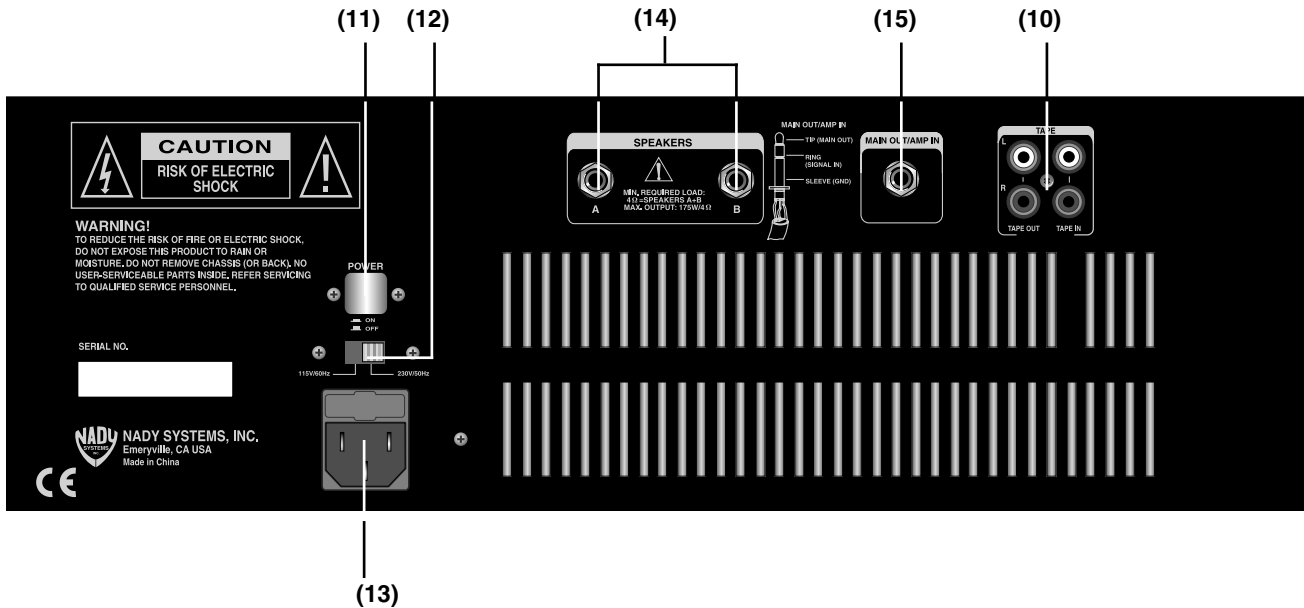 (11)
(12)
(14)
(15)
(10)
CAUTION
RISK OF ELECTRIC
SHOCK
WARNING!
TO REDUCE THE RISK OF FIRE OR ELECTRIC SHOCK,
DO NOT EXPOSE THIS PRODUCT TO RAIN OR
MOISTURE. DO NOT REMOVE CHASSIS (OR BACK). NO
USER-SERVICEABLE PARTS INSIDE. REFER SERVICING
TO QUALIFIED SERVICE PERSONNEL.
SERIAL NO.
NADY
SYSTEMS
INC
NADY SYSTEMS, INC.
Emeryville, CA USA
Made in China
CE
POWER
ON
OFF
115V/60Hz
230V/50Hz
SPEAKERS
MIN. REQUIRED LOAD:
4Ω=SPEAKERS A+B
MAX. OUTPUT: 175W/4Ω
A
B
MAIN OUT/AMP IN
TIP (MAIN OUT)
RING
(SIGNAL IN)
SLEEVE (GND)
MAIN OUT/AMP IN
TAPE
L
R
TAPE OUT
TAPE IN
(13)